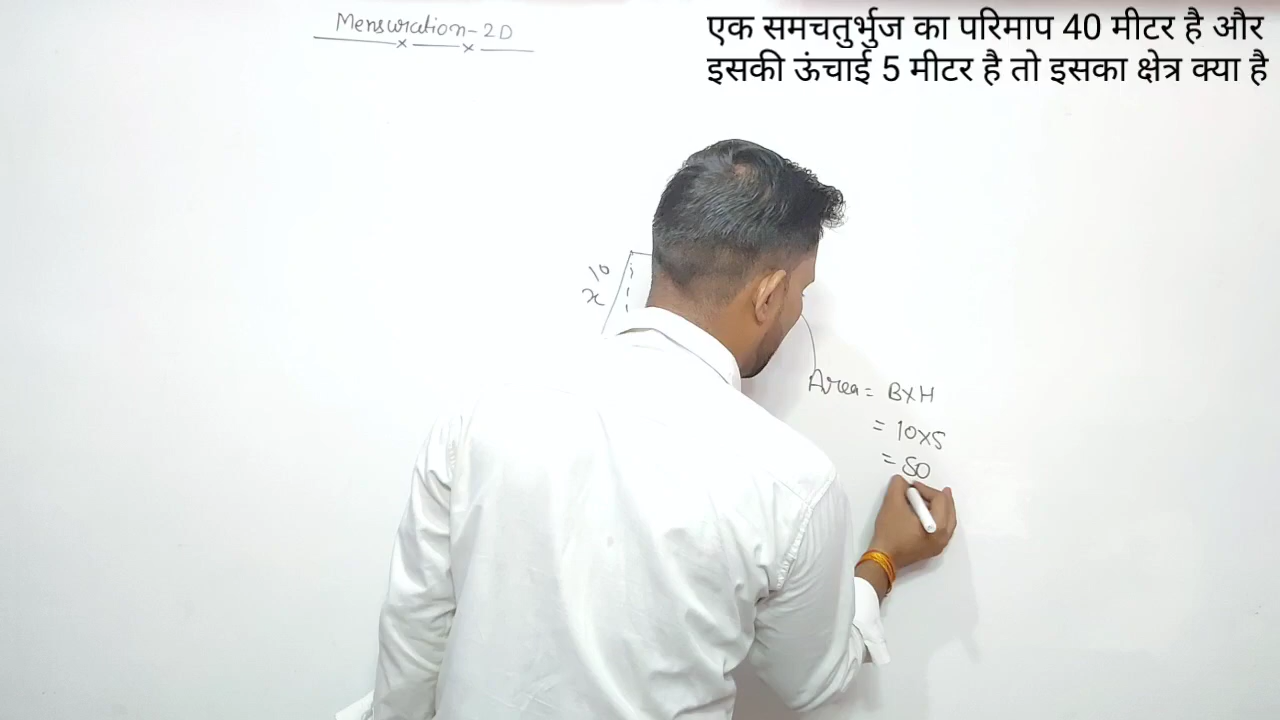 Mensuration-2D
एक समचतुर्भुज का परिमाप 40 मीटर है और
इसकी ऊंचाई 5 मीटर है तो इसका क्षेत्र क्या है
10
x
Area = B×H
= 10×5
= 50